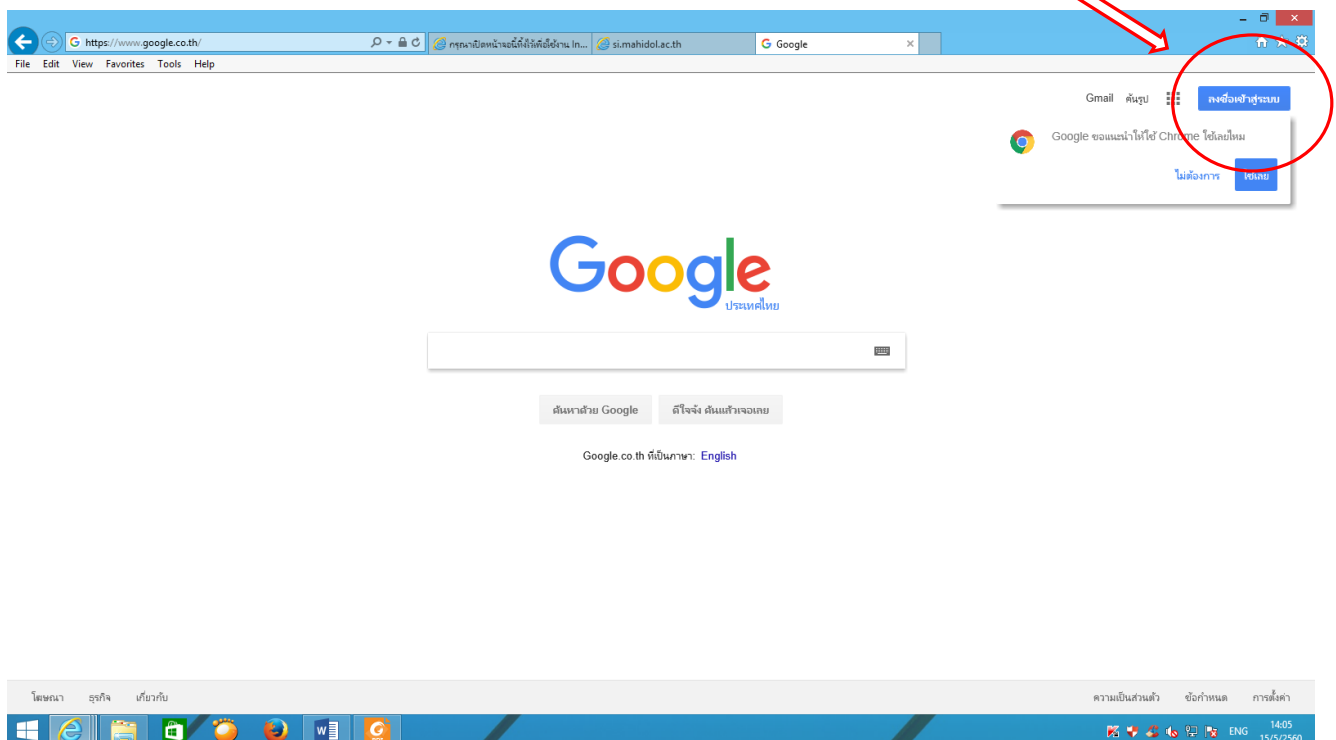 https://www.google.co.th/
กรุณาเปิดหน้าจอนี้ทิ้งไว้เพื่อใช้งาน In...
si.mahidol.ac.th
Google
File Edit View Favorites Tools Help
Gmail ค้นรูป ลงชื่อเข้าสู่ระบบ
Google ขอแนะนำให้ใช้ Chrome ใช้เลยไหม
ไม่ต้องการ ใช้เลย
Google
ประเทศไทย
ค้นหาด้วย Google ดีใจจัง ค้นแล้วเจอเลย
Google.co.th ที่เป็นภาษา: English
โฆษณา ธุรกิจ เกี่ยวกับ ความเป็นส่วนตัว ข้อกำหนด การตั้งค่า
ENG 14:05
15/5/2560